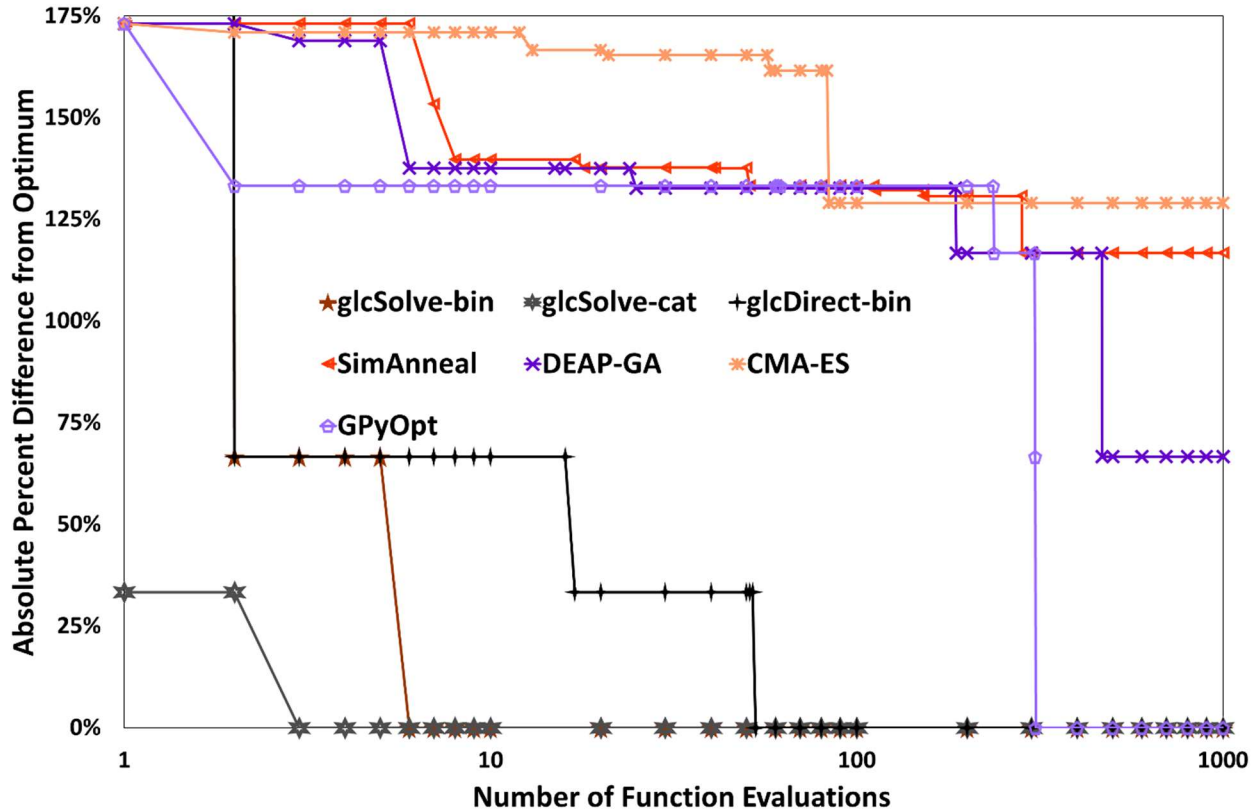 175%
150%
125%
100%
75%
50%
25%
0%
Absolute Percent Difference from Optimum
glcSolve-bin glcSolve-cat glcDirect-bin
SimAnneal DEAP-GA CMA-ES
GPyOpt
1 10 100 1000
Number of Function Evaluations